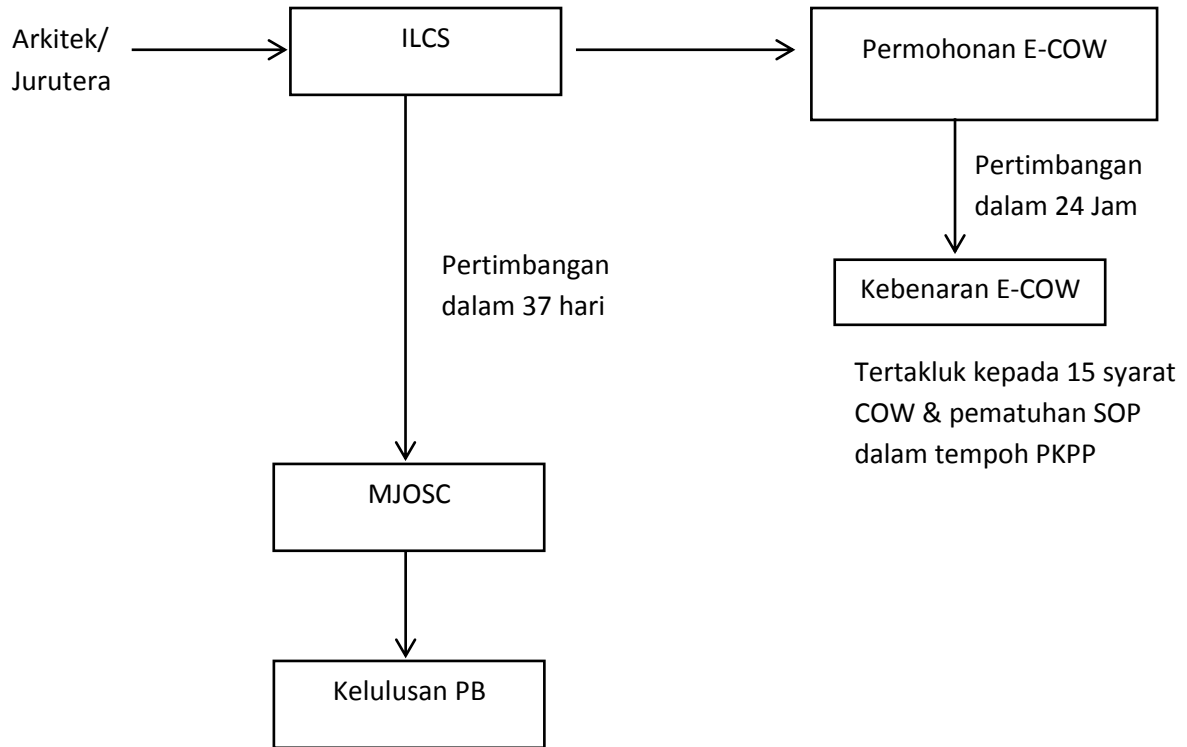 Arkitek/
Jurutera
ILCS
Permohonan E-COW
Pertimbangan
dalam 24 Jam
Pertimbangan
dalam 37 hari
Kebenaran E-COW
Tertakluk kepada 15 syarat
COW & pematuhan SOP
dalam tempoh PKPP
MJOSC
Kelulusan PB